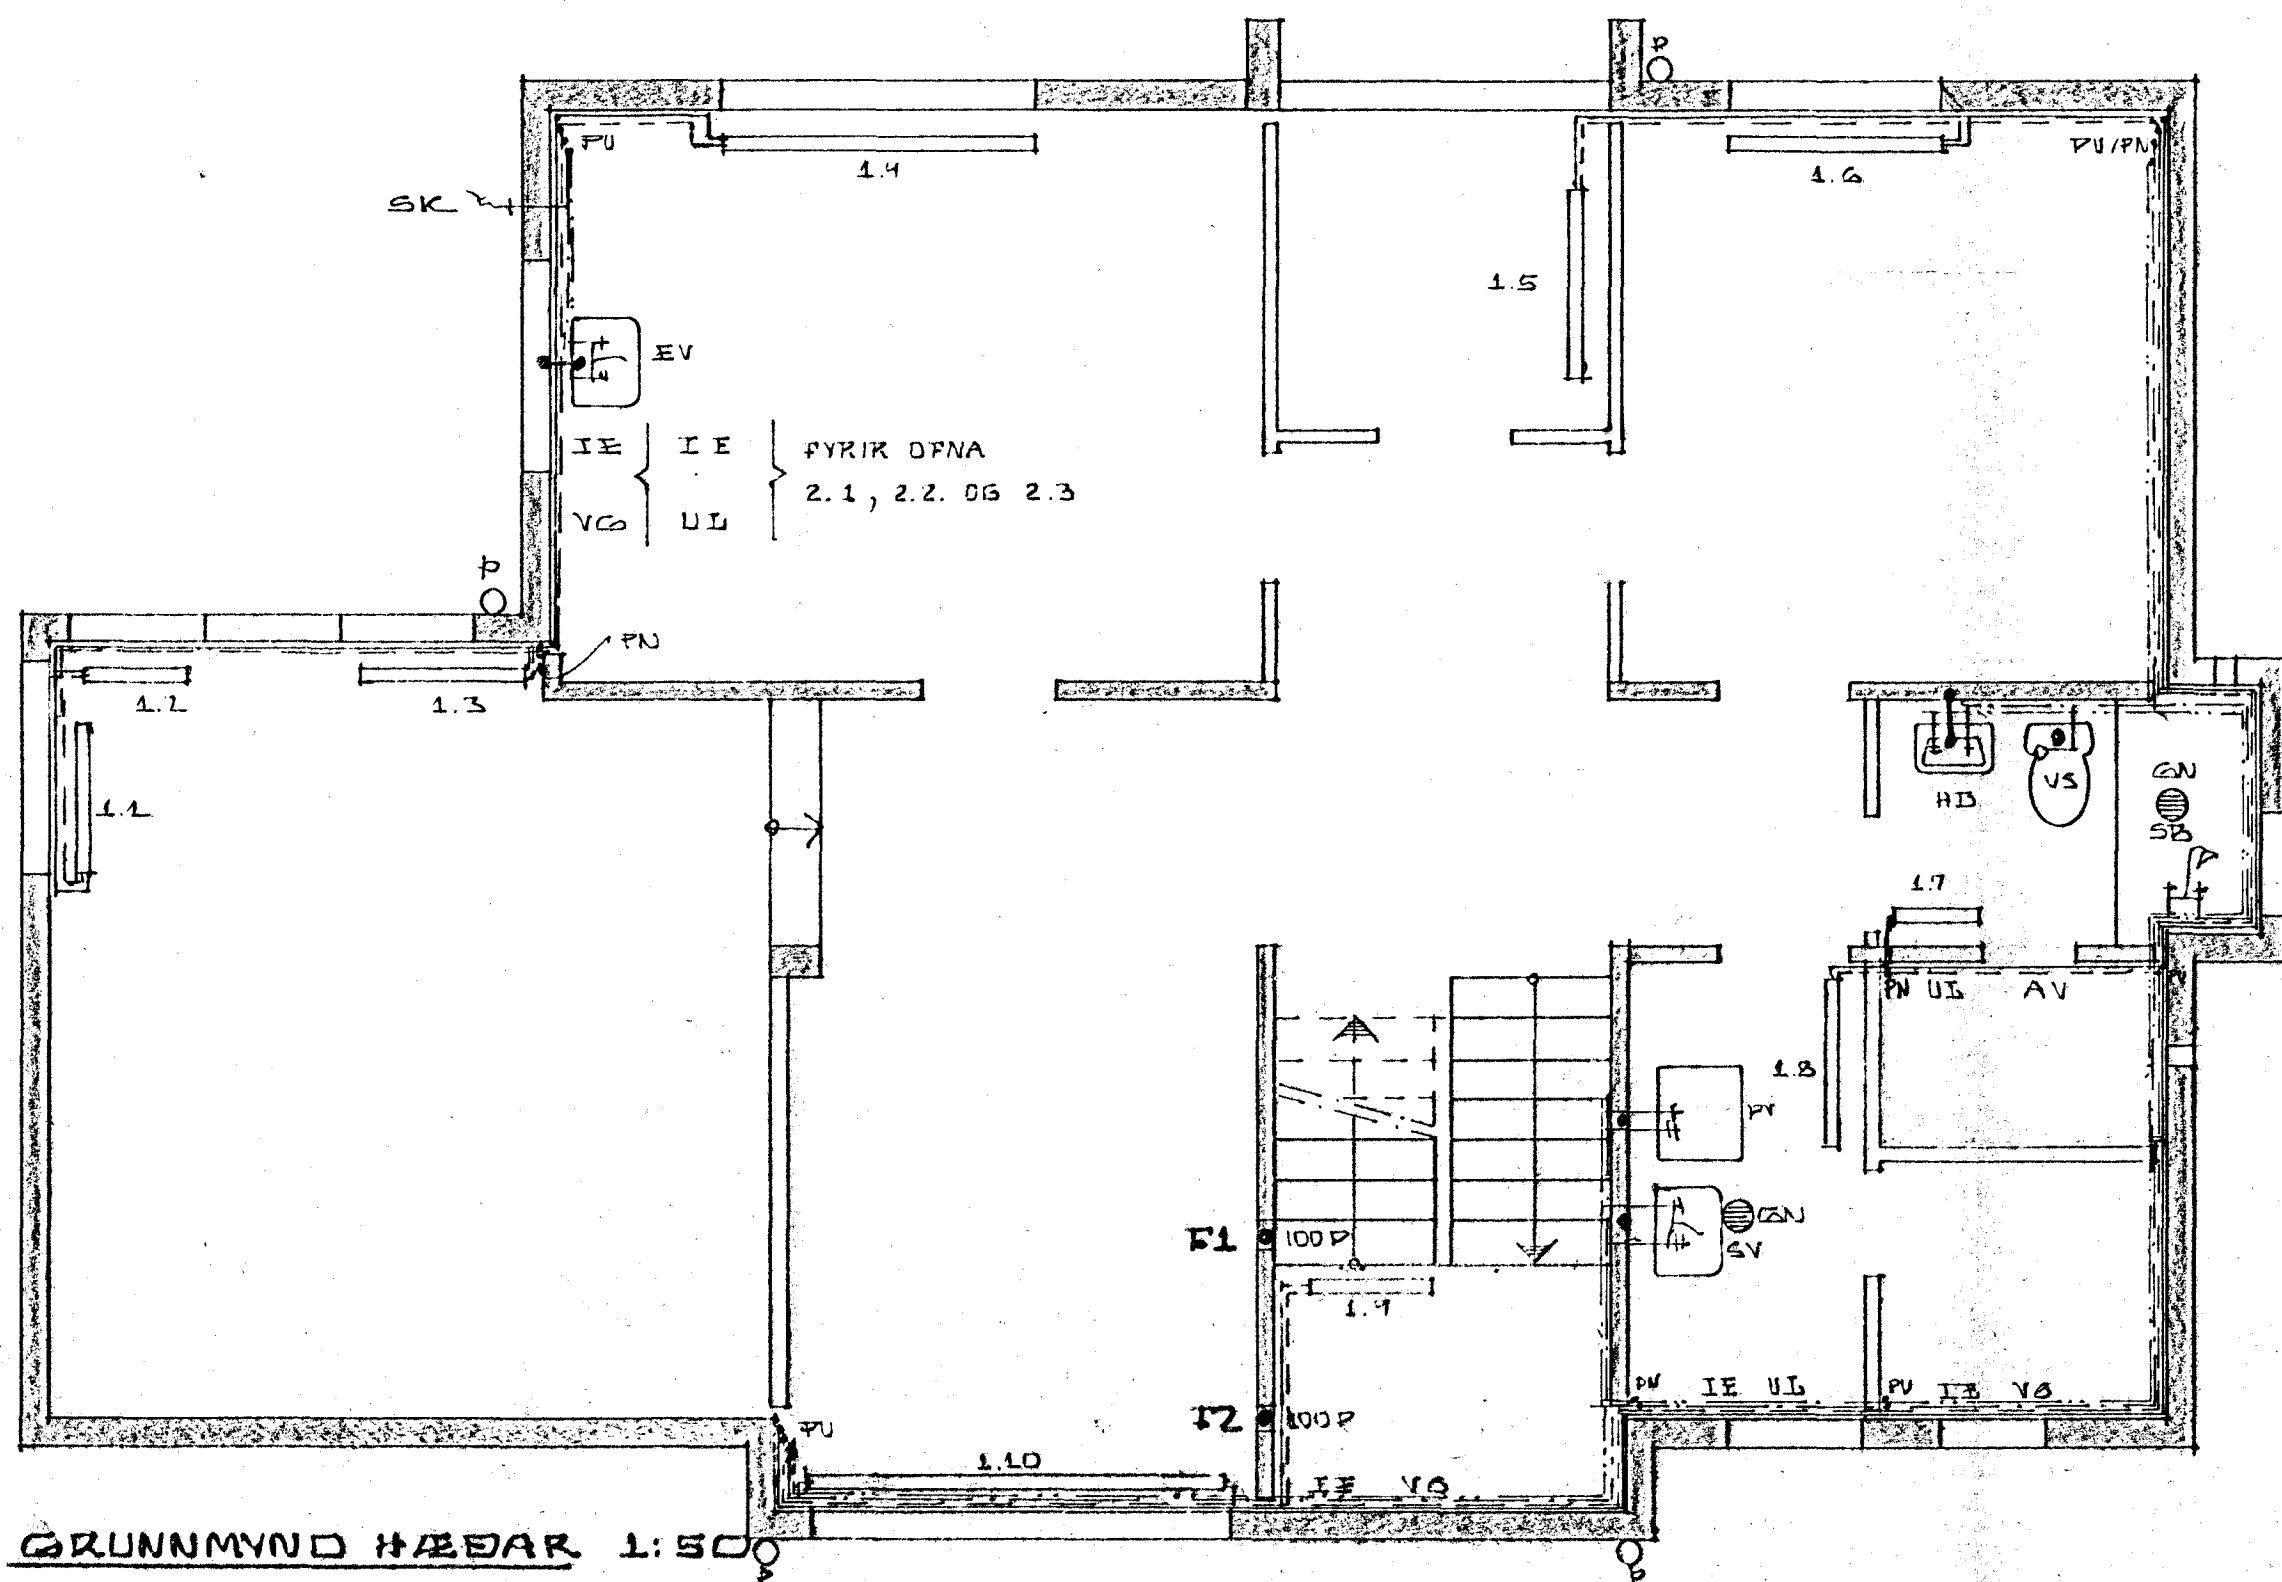 P
PU
1.4
1.6
PU/PN
SK
1.5
EV
IE IE FYRIR OFNA
VG UL 2.1, 2.2. OG 2.3
P
PN
1.2
1.3
1.1
HB
VS
GN
SB
1.7
PN UL AV
1.8
PV
F1 100 P
GN
SV
1.9
PN IE UL PU IE VG
F2 100 P
PU
1.10
IE VG
GRUNNMYND HÆÐAR 1:50
P
P